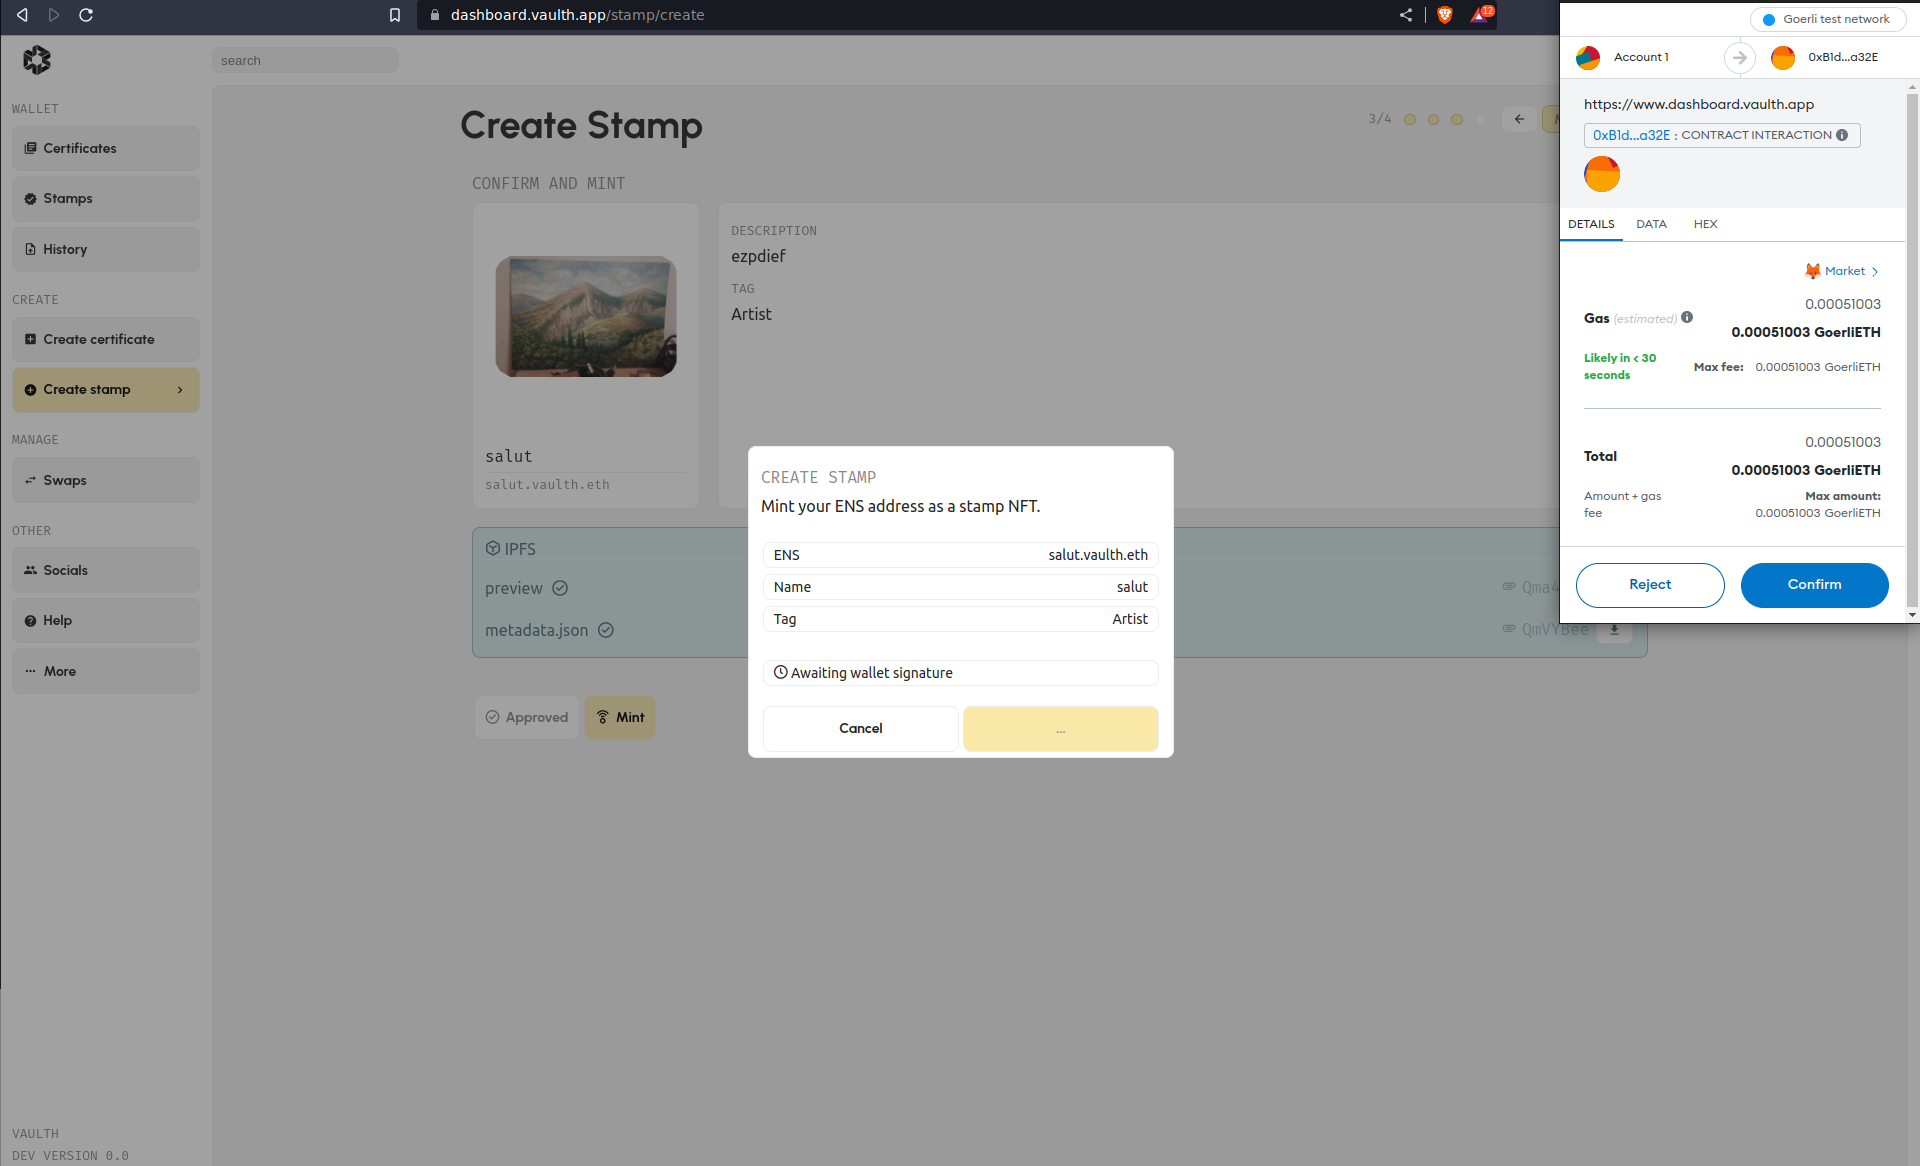 dashboard.vaulth.app/stamp/create
12
search
WALLET
Certificates
Stamps
History
CREATE
Create certificate
Create stamp
MANAGE
Swaps
OTHER
Socials
Help
More
VAULTH
DEV VERSION 0.0
Create Stamp
3/4
CONFIRM AND MINT
salut
salut.vaulth.eth
DESCRIPTION
ezpdief
TAG
Artist
IPFS
preview
metadata.json
QmVYBee
Approved
Mint
CREATE STAMP
Mint your ENS address as a stamp NFT.
ENS salut.vaulth.eth
Name salut
Tag Artist
Awaiting wallet signature
Cancel
...
Goerli test network
Account 1
0xB1d...a32E
https://www.dashboard.vaulth.app
0xB1d...a32E : CONTRACT INTERACTION
DETAILS DATA HEX
Market
0.00051003
Gas (estimated)
0.00051003 GoerliETH
Likely in < 30 seconds
Max fee: 0.00051003 GoerliETH
0.00051003
Total
0.00051003 GoerliETH
Amount + gas fee
Max amount:
0.00051003 GoerliETH
Reject
Confirm